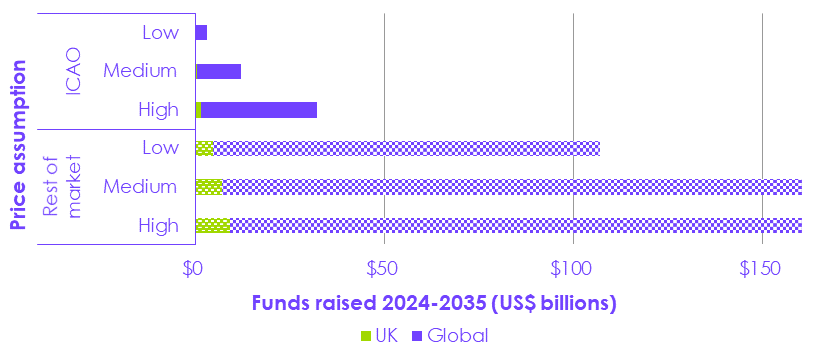 Price assumption
ICAO
Low
Medium
High
Rest of
market
Low
Medium
High
$0
$50
$100
$150
Funds raised 2024-2035 (US$ billions)
UK
Global